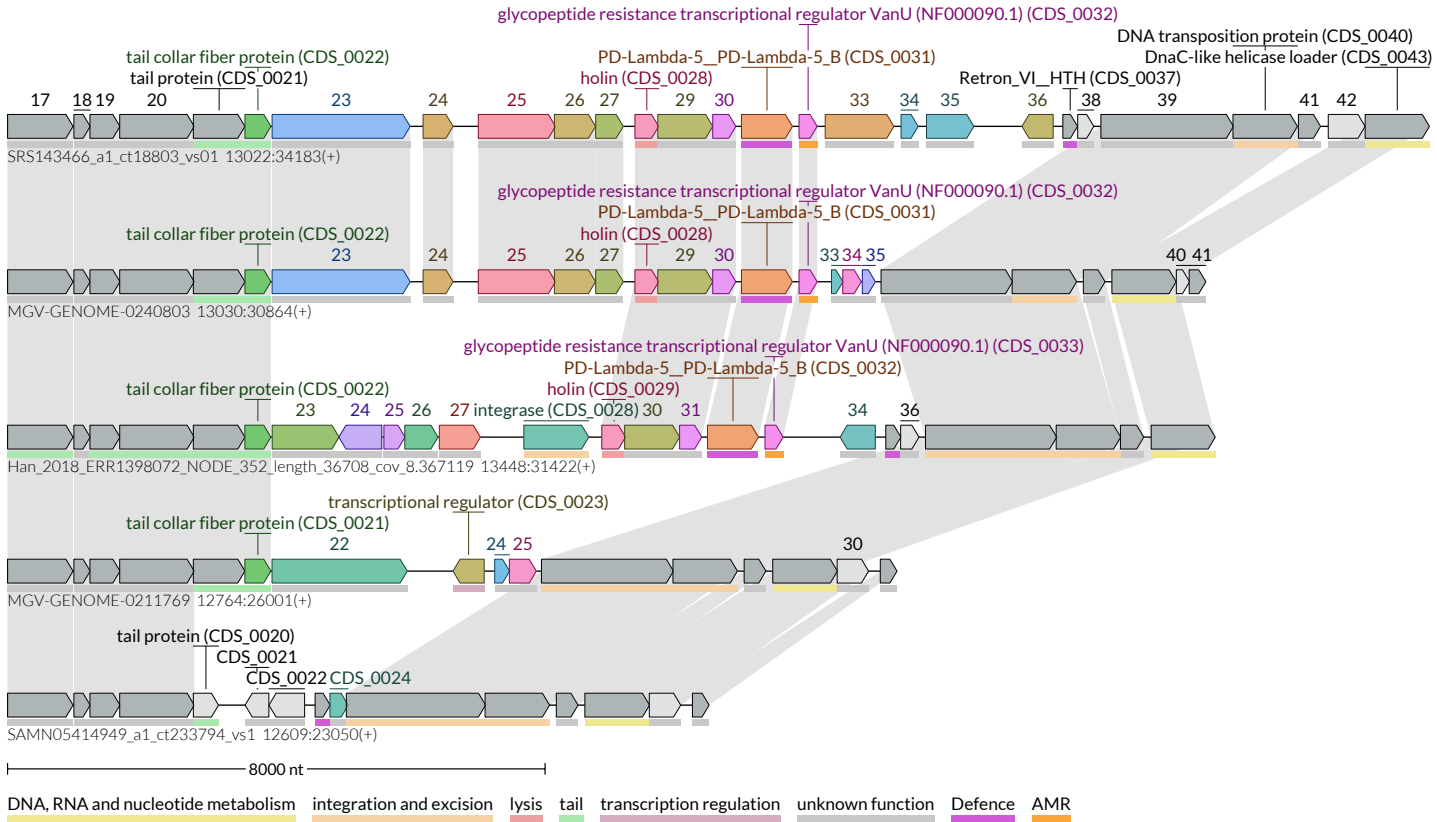 glycopeptide resistance transcriptional regulator VanU (NF000090.1) (CDS_0032)
DNA transposition protein (CDS_0040)
tail collar fiber protein (CDS_0022) PD-Lambda-5__PD-Lambda-5_B (CDS_0031) DnaC-like helicase loader (CDS_0043)
tail protein (CDS_0021) holin (CDS_0028) Retron_VI__HTH (CDS_0037)
17 18 19 20 23 24 25 26 27 29 30 33 34 35 36 38 39 41 42
SRS143466_a1_ct18803_vs01 13022:34183(+)
glycopeptide resistance transcriptional regulator VanU (NF000090.1) (CDS_0032)
PD-Lambda-5__PD-Lambda-5_B (CDS_0031)
tail collar fiber protein (CDS_0022) holin (CDS_0028)
23 24 25 26 27 29 30 33 34 35 40 41
MGV-GENOME-0240803 13030:30864(+)
glycopeptide resistance transcriptional regulator VanU (NF000090.1) (CDS_0033)
PD-Lambda-5__PD-Lambda-5_B (CDS_0032)
tail collar fiber protein (CDS_0022) holin (CDS_0029)
23 24 25 26 27 integrase (CDS_0028) 30 31 34 36
Han_2018_ERR1398072_NODE_352_length_36708_cov_8.367119 13448:31422(+)
transcriptional regulator (CDS_0023)
tail collar fiber protein (CDS_0021)
22 24 25 30
MGV-GENOME-0211769 12764:26001(+)
tail protein (CDS_0020)
CDS_0021
CDS_0022 CDS_0024
SAMN05414949_a1_ct233794_vs1 12609:23050(+)
8000 nt
DNA, RNA and nucleotide metabolism integration and excision lysis tail transcription regulation unknown function Defence AMR